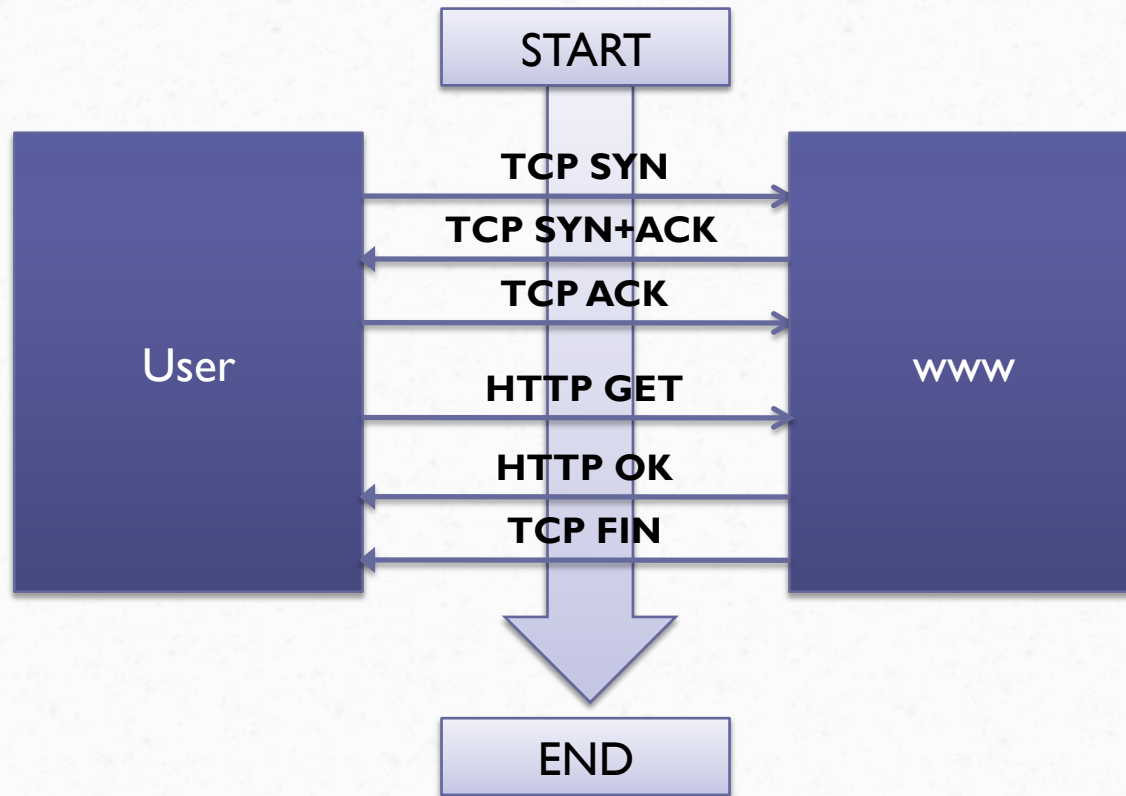 START
TCP SYN
TCP SYN+ACK
TCP ACK
User
www
HTTP GET
HTTP OK
TCP FIN
END